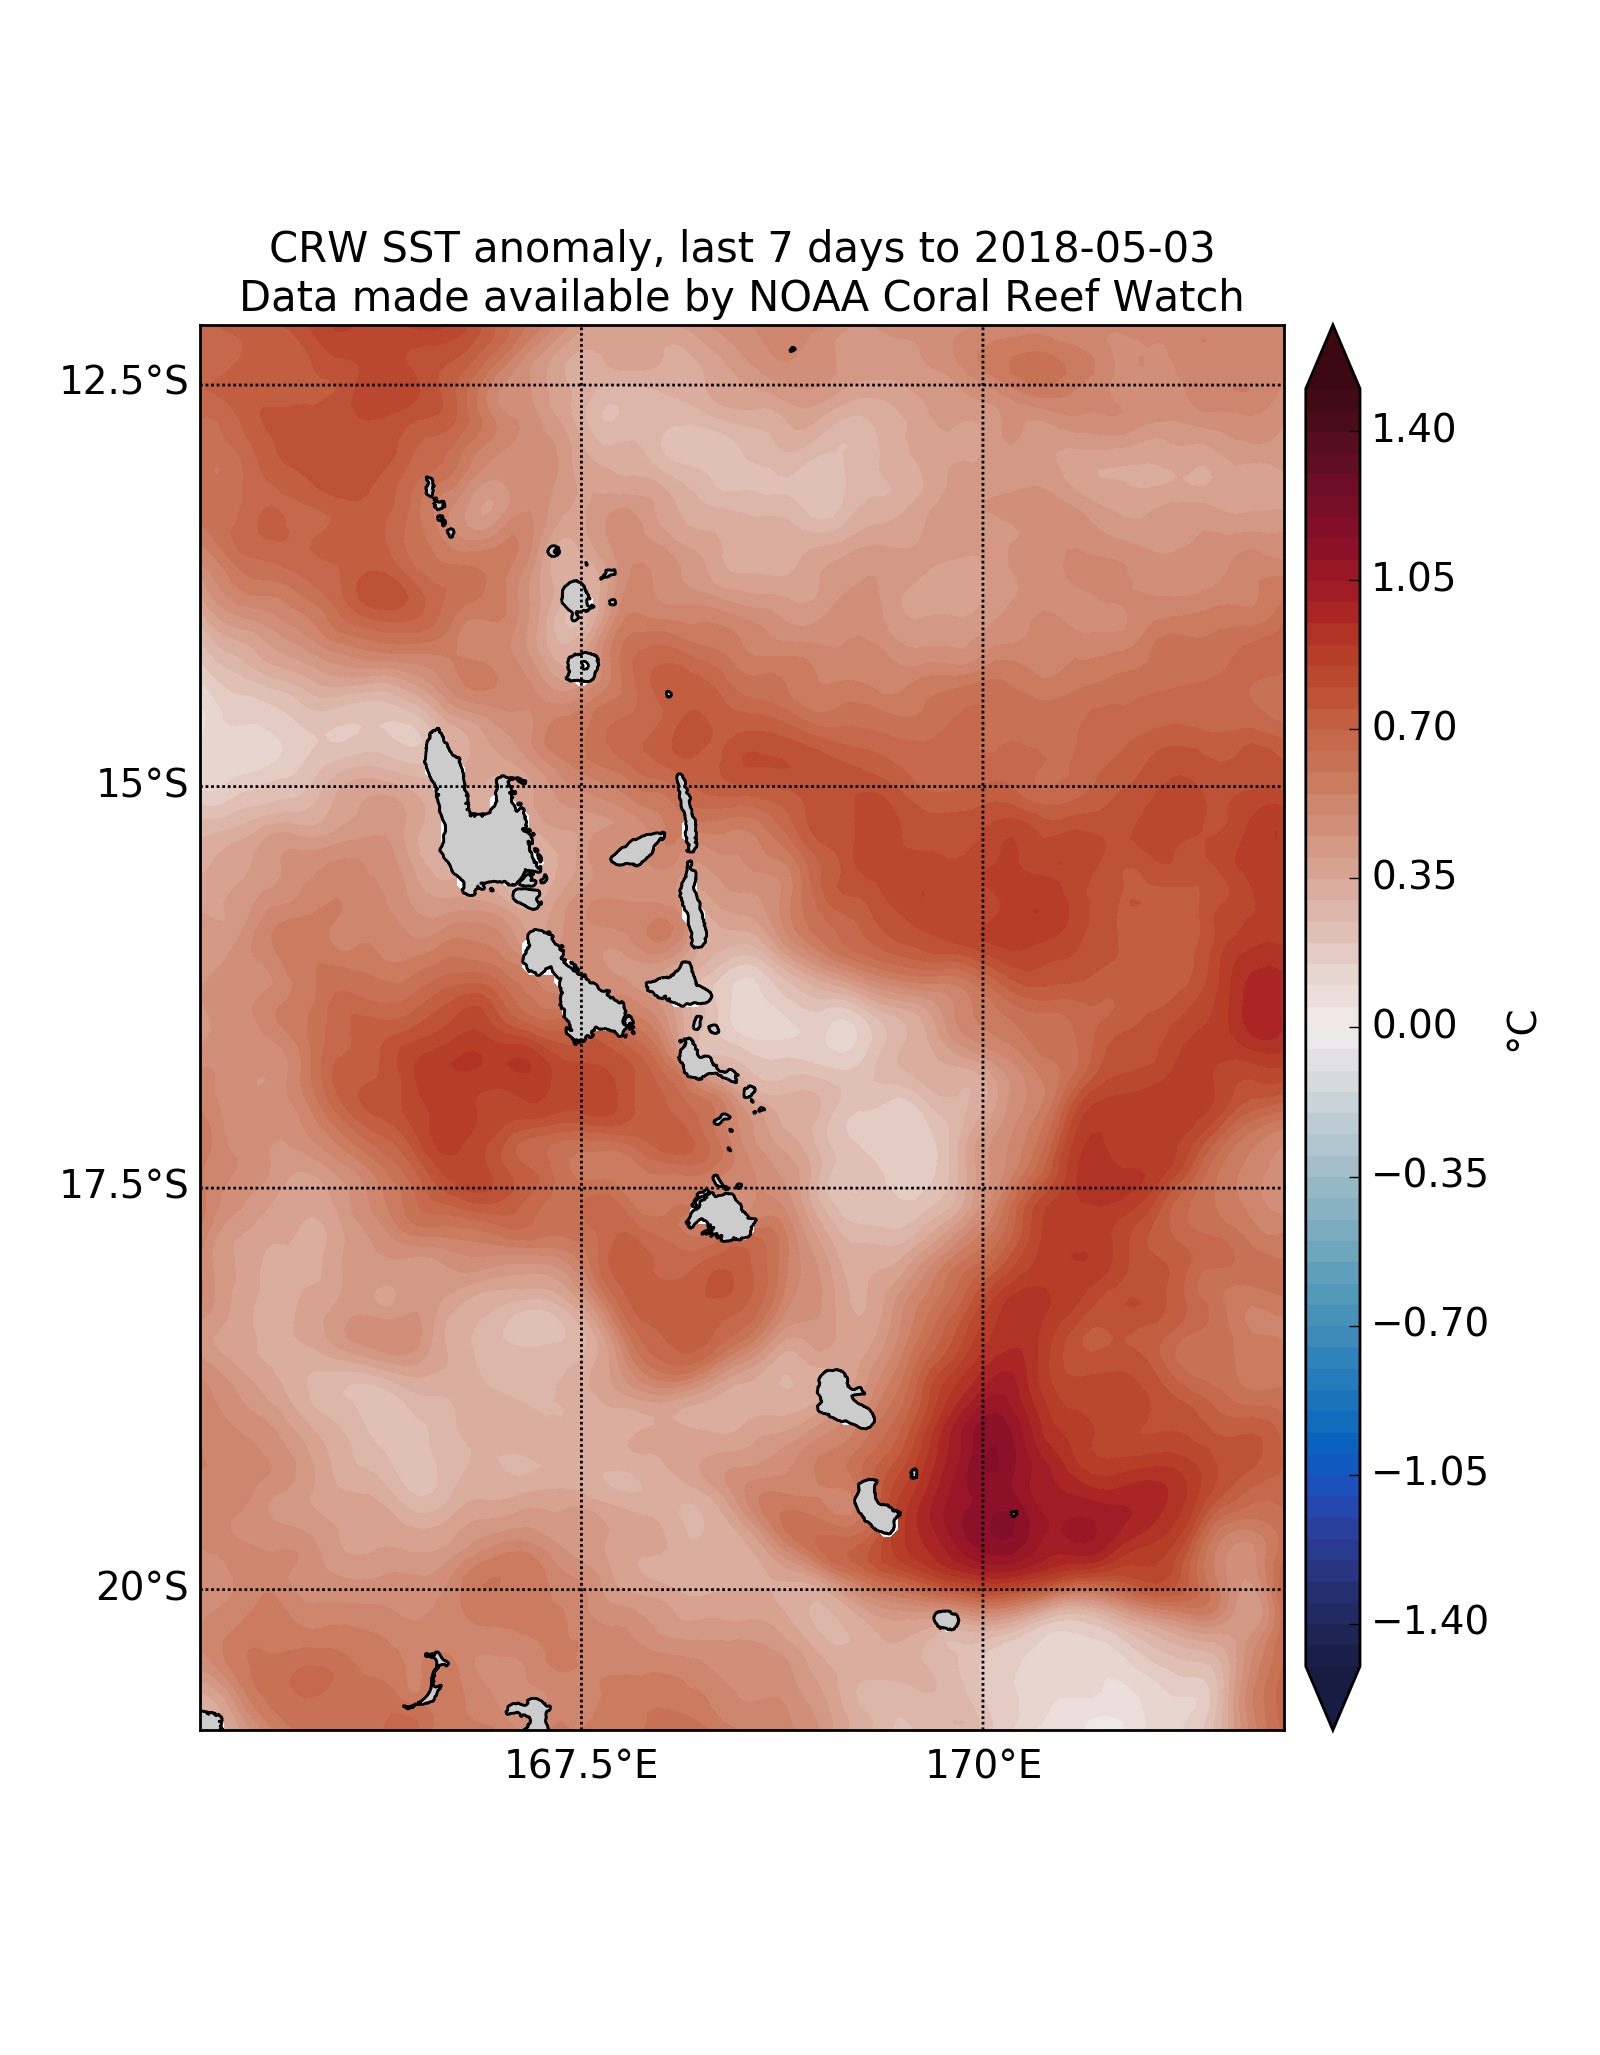 CRW SST anomaly, last 7 days to 2018-05-03
Data made available by NOAA Coral Reef Watch
12.5°S
15°S
17.5°S
20°S
167.5°E
170°E
1.40
1.05
0.70
0.35
0.00
−0.35
−0.70
−1.05
−1.40
°C